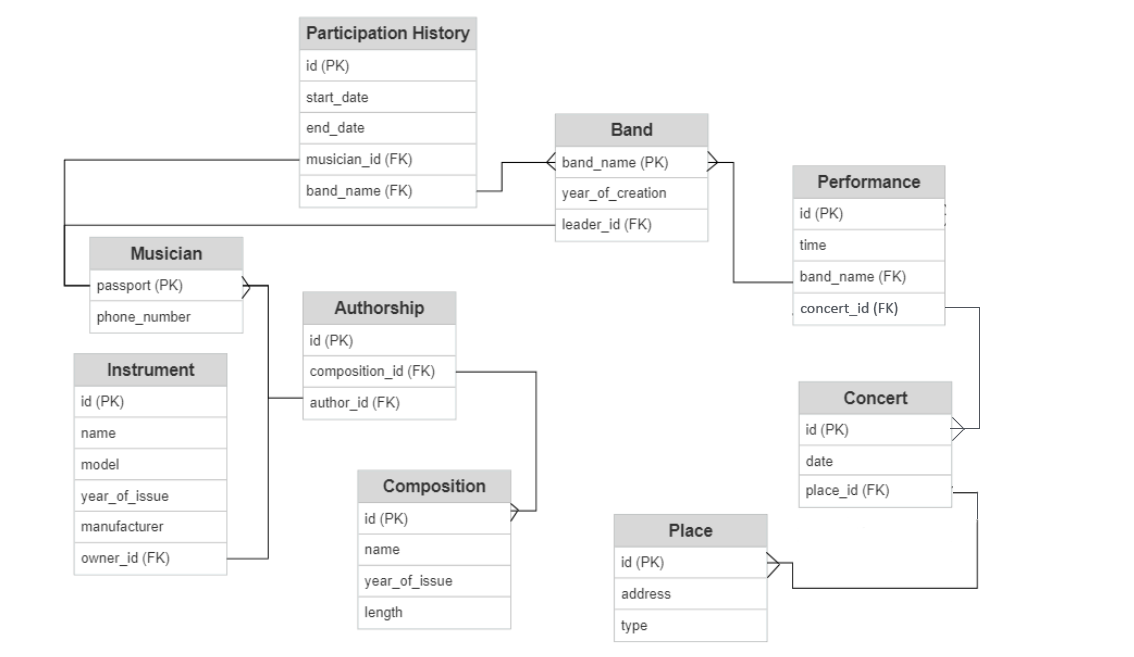 Participation History
id (PK)
start_date
end_date
musician_id (FK)
band_name (FK)
Band
band_name (PK)
year_of_creation
leader_id (FK)
Performance
id (PK)
time
band_name (FK)
concert_id (FK)
Musician
passport (PK)
phone_number
Authorship
id (PK)
composition_id (FK)
author_id (FK)
Instrument
id (PK)
name
model
year_of_issue
manufacturer
owner_id (FK)
Concert
id (PK)
date
place_id (FK)
Composition
id (PK)
name
year_of_issue
length
Place
id (PK)
address
type